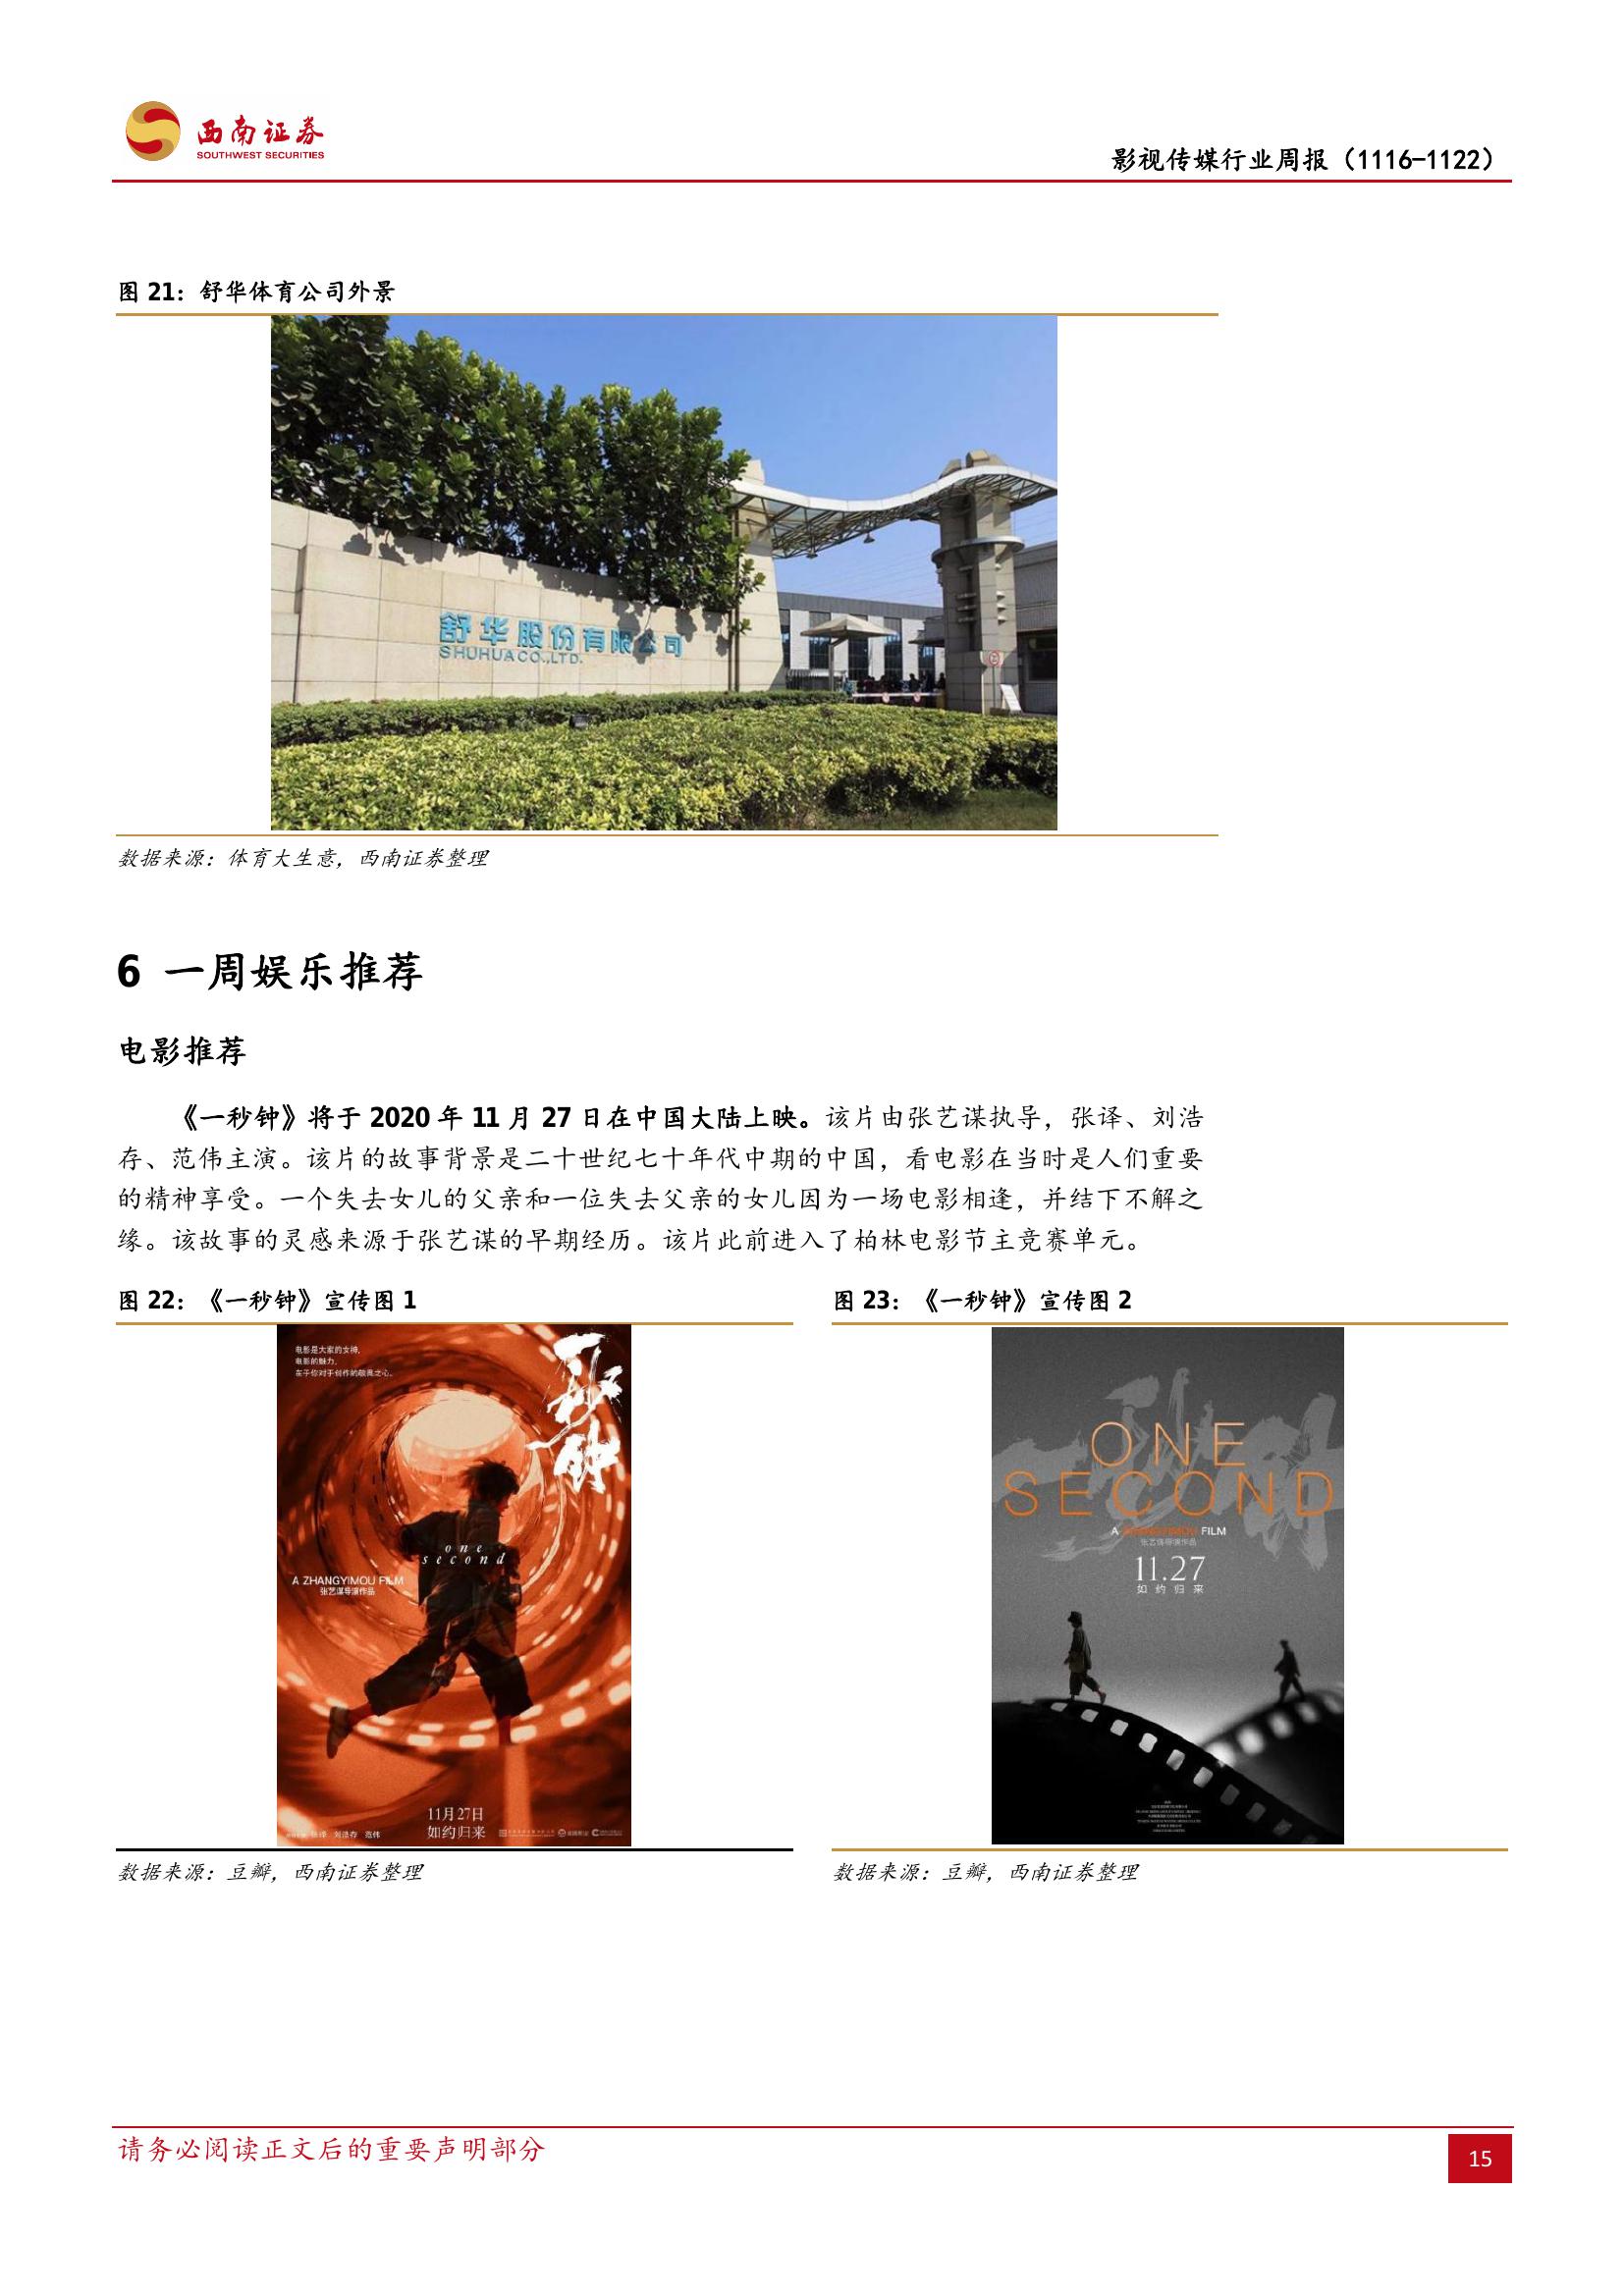 西南证券
SOUTHWEST SECURITIES
影视传媒行业周报（1116-1122）
图 21：舒华体育公司外景
舒华股份有限公司
SHUHUA CO.,LTD.
数据来源：体育大生意，西南证券整理
6 一周娱乐推荐
电影推荐
《一秒钟》将于 2020 年 11 月 27 日在中国大陆上映。该片由张艺谋执导，张译、刘浩
存、范伟主演。该片的故事背景是二十世纪七十年代中期的中国，看电影在当时是人们重要
的精神享受。一个失去女儿的父亲和一位失去父亲的女儿因为一场电影相逢，并结下不解之
缘。该故事的灵感来源于张艺谋的早期经历。该片此前进入了柏林电影节主竞赛单元。
图 22：《一秒钟》宣传图 1
电影是大家的女神，
电影的魅力，
在于你对于创作的敬畏之心。
一秒钟
one
second
A ZHANGYIMOU FILM
张艺谋导演作品
11月27日
如约归来
张译 刘浩存 范伟
数据来源：豆瓣，西南证券整理
图 23：《一秒钟》宣传图 2
一秒钟
ONE
SECOND
A ZHANGYIMOU FILM
张艺谋导演作品
11.27
如约归来
数据来源：豆瓣，西南证券整理
请务必阅读正文后的重要声明部分
15